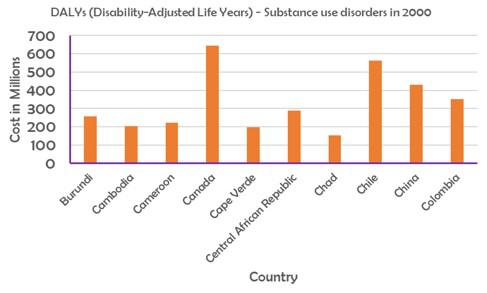 DALYs (Disability-Adjusted Life Years) - Substance use disorders in 2000
Cost in Millions
700
600
500
400
300
200
100
0
Burundi
Cambodia
Cameroon
Canada
Cape Verde
Central African Republic
Chad
Chile
China
Colombia
Country